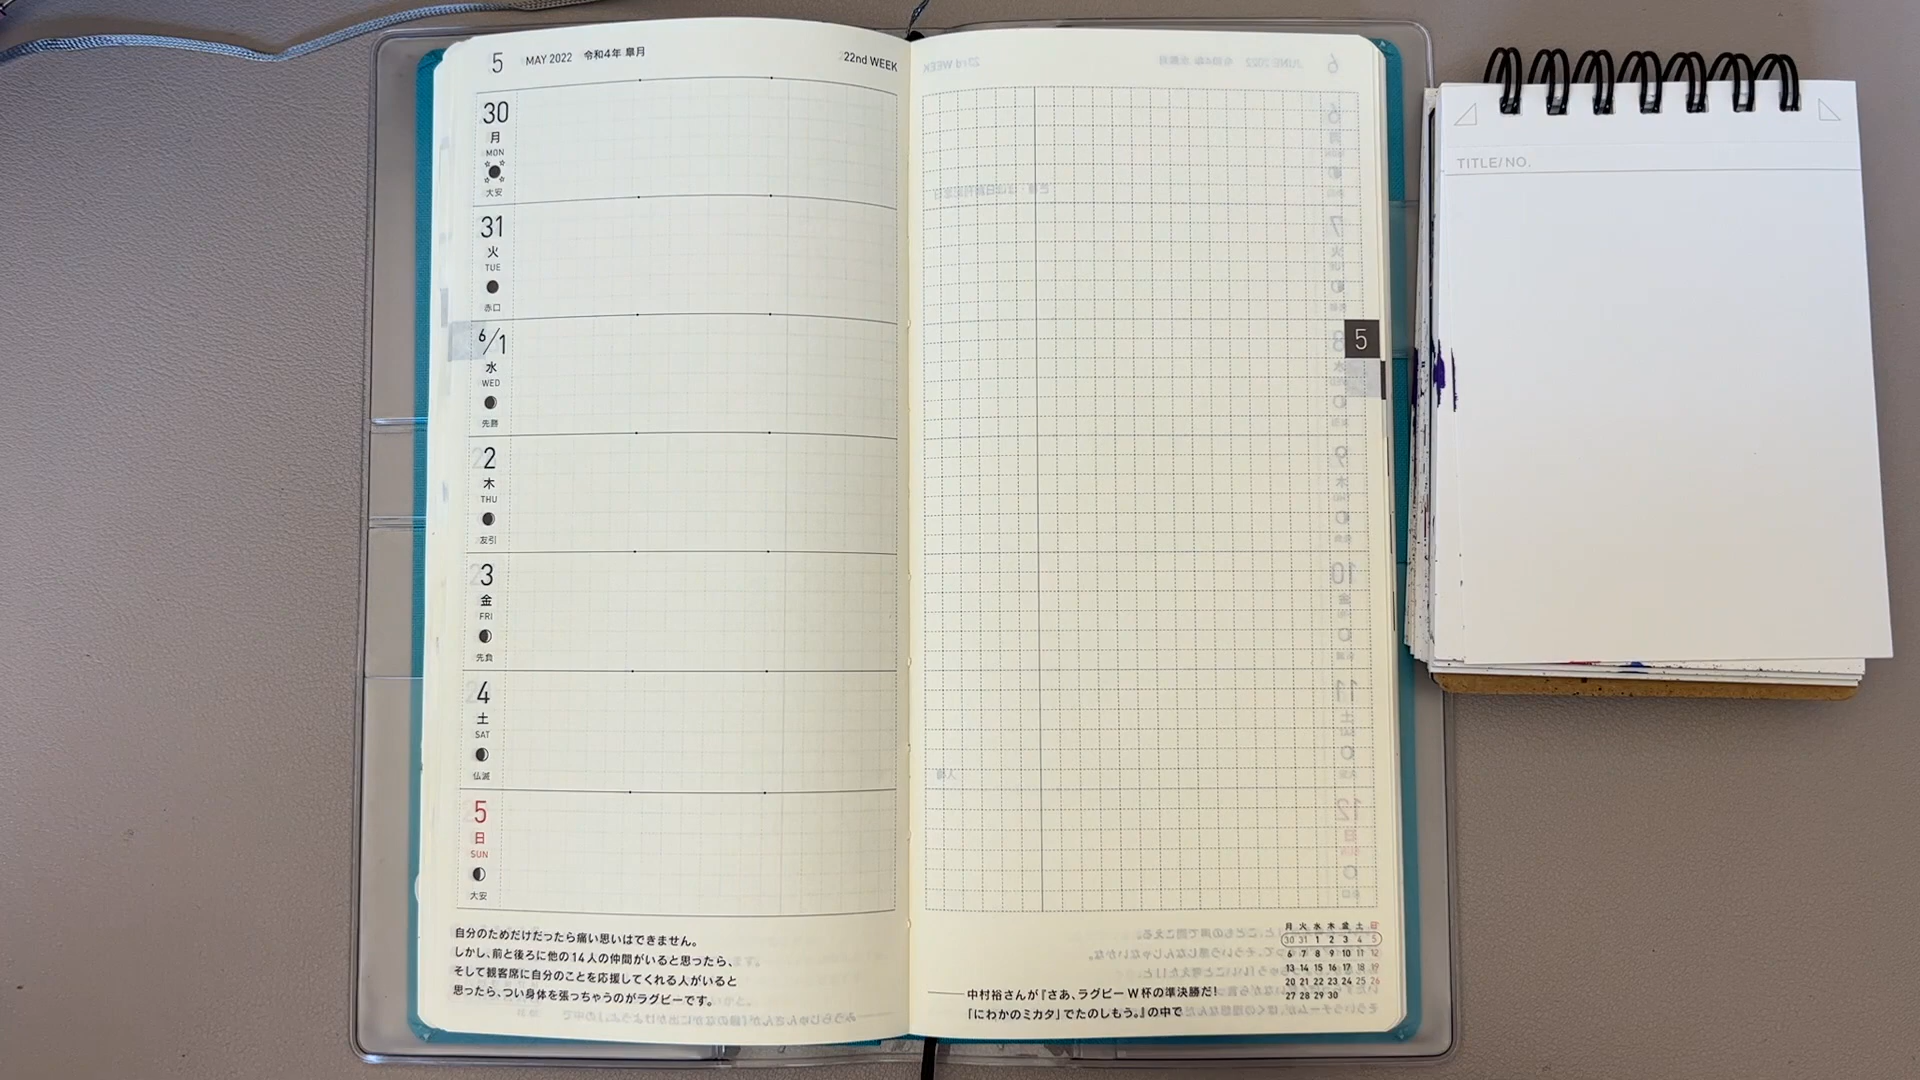 5 MAY 2022 令和4年 皐月
22nd WEEK
30
月
MON
大安
31
火
TUE
赤口
6/1
水
WED
先勝
2
木
THU
友引
3
金
FRI
先負
4
土
SAT
仏滅
5
日
SUN
大安
自分のためだけだったら痛い思いはできません。
しかし、前と後ろに他の14人の仲間がいると思ったら、
そして観客席に自分のことを応援してくれる人がいると
思ったら、つい身体を張っちゃうのがラグビーです。
5
中村裕さんが『さあ、ラグビーW杯の準決勝だ!
「にわかのミカタ」でたのしもう。』の中で
月 火 水 木 金 土 日
30 31 1 2 3 4 5
6 7 8 9 10 11 12
13 14 15 16 17 18 19
20 21 22 23 24 25 26
27 28 29 30
TITLE/NO.